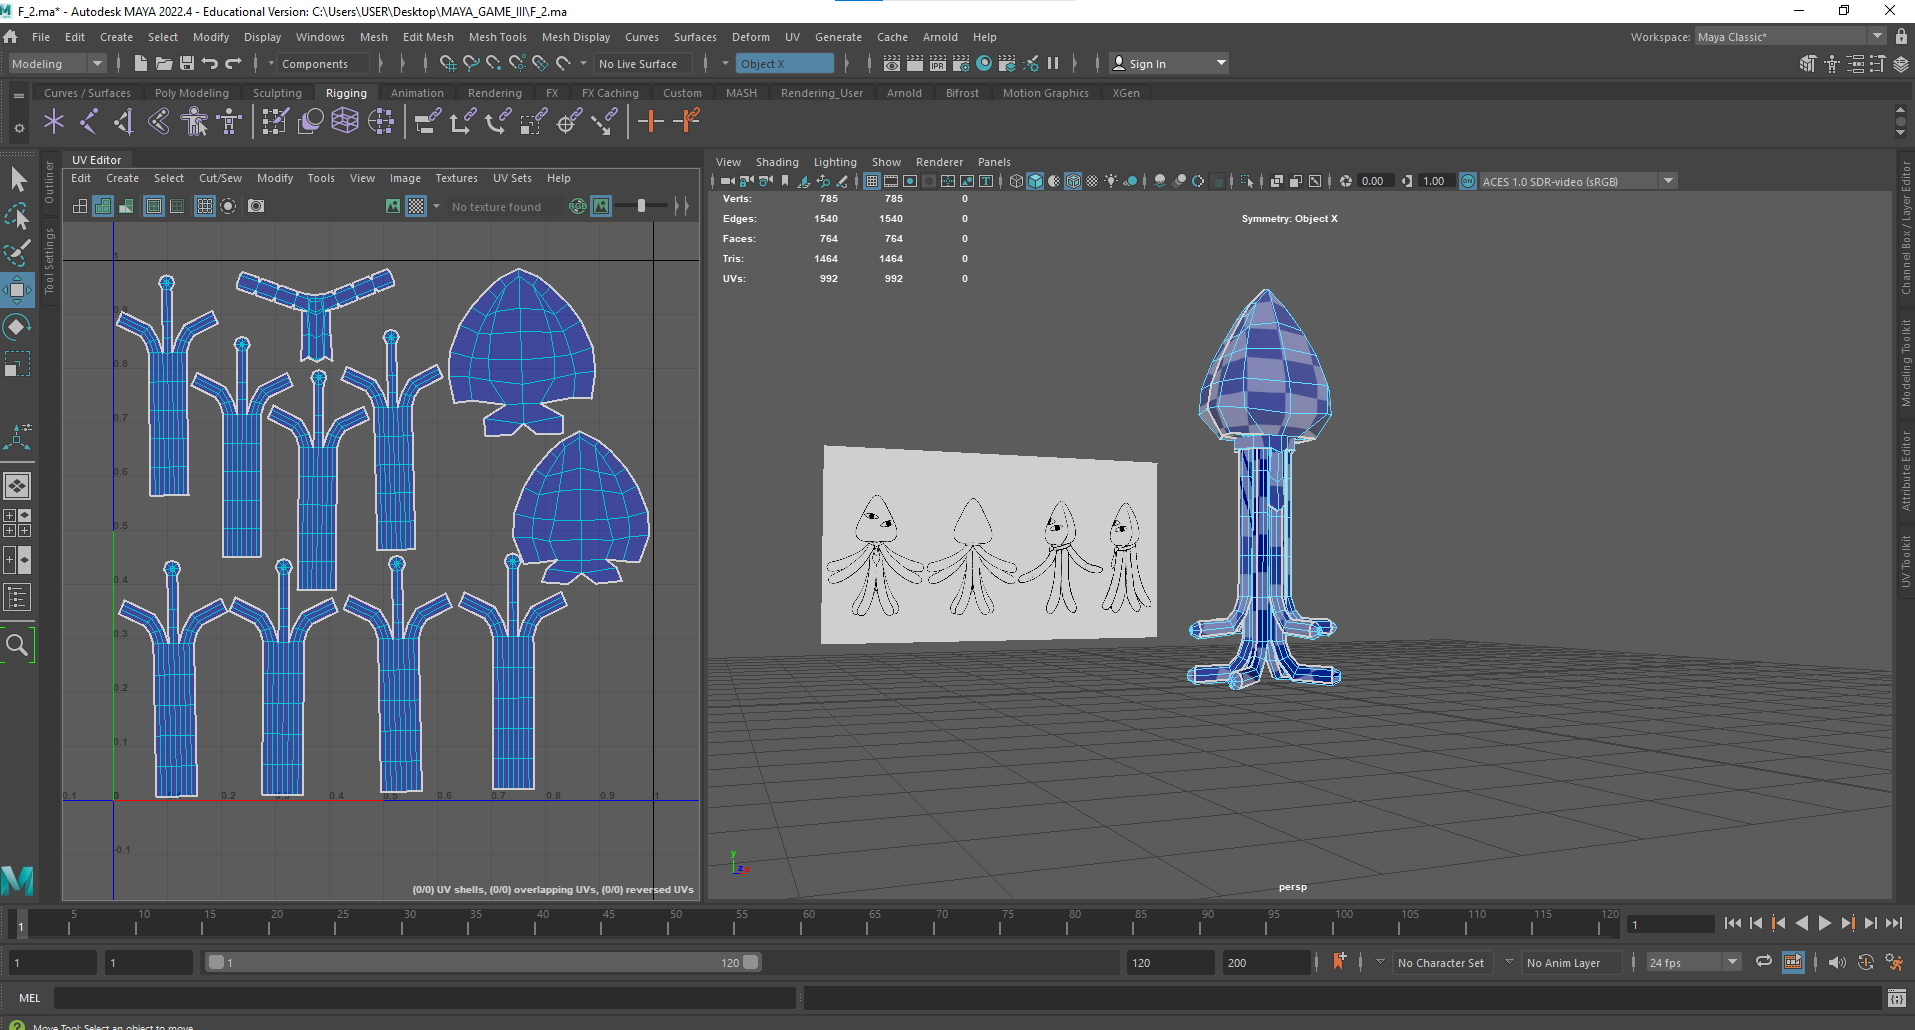 F_2.ma* - Autodesk MAYA 2022.4 - Educational Version: C:\Users\USER\Desktop\MAYA_GAME_III\F_2.ma
File Edit Create Select Modify Display Windows Mesh Edit Mesh Mesh Tools Mesh Display Curves Surfaces Deform UV Generate Cache Arnold Help
Workspace: Maya Classic*
Modeling Components No Live Surface Object X IPR Sign In
Curves / Surfaces Poly Modeling Sculpting Rigging Animation Rendering FX FX Caching Custom MASH Rendering_User Arnold Bifrost Motion Graphics XGen
Outliner
Tool Settings
UV Editor
Edit Create Select Cut/Sew Modify Tools View Image Textures UV Sets Help
No texture found RGB
1
0.9
0.8
0.7
0.6
0.5
0.4
0.3
0.2
0.1
0.1 0 0.2 0.3 0.4 0.5 0.6 0.7 0.8 0.9 1
-0.1
(0/0) UV shells, (0/0) overlapping UVs, (0/0) reversed UVs
View Shading Lighting Show Renderer Panels
0.00 1.00 ON ACES 1.0 SDR-video (sRGB)
Verts: 785 785 0
Edges: 1540 1540 0
Faces: 764 764 0
Tris: 1464 1464 0
UVs: 992 992 0
Symmetry: Object X
y
z x
persp
Channel Box / Layer Editor
Modeling Toolkit
Attribute Editor
UV Toolkit
1 5 10 15 20 25 30 35 40 45 50 55 60 65 70 75 80 85 90 95 100 105 110 115 120 1
1 1 1 120 120 200 No Character Set No Anim Layer 24 fps
MEL
Move Tool: Select an object to move